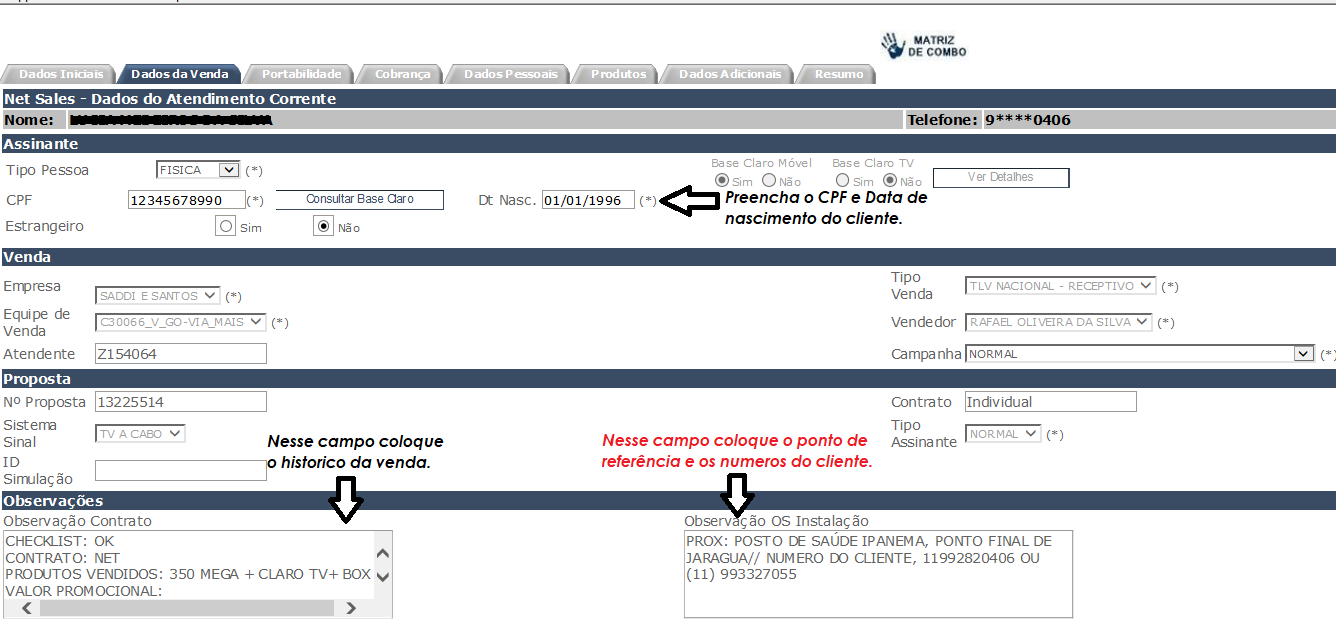 MATRIZ
DE COMBO
Dados Iniciais Dados da Venda Portabilidade Cobrança Dados Pessoais Produtos Dados Adicionais Resumo
Net Sales - Dados do Atendimento Corrente
Nome: Telefone: 9****0406
Assinante
Tipo Pessoa FISICA (*) Base Claro Móvel Base Claro TV
Sim Não Sim Não Ver Detalhes
CPF 12345678990 (*) Consultar Base Claro Dt Nasc. 01/01/1996 (*) Preencha o CPF e Data de
nascimento do cliente.
Estrangeiro Sim Não
Venda
Empresa SADDI E SANTOS (*) Tipo
Venda TLV NACIONAL - RECEPTIVO (*)
Equipe de
Venda C30066_V_GO-VIA_MAIS (*) Vendedor RAFAEL OLIVEIRA DA SILVA (*)
Atendente Z154064 Campanha NORMAL (*)
Proposta
Nº Proposta 13225514 Contrato Individual
Sistema
Sinal TV A CABO Tipo
Assinante NORMAL (*)
Nesse campo coloque
o historico da venda.
Nesse campo coloque o ponto de
referência e os numeros do cliente.
ID
Simulação
Observações
Observação Contrato Observação OS Instalação
CHECKLIST: OK
CONTRATO: NET
PRODUTOS VENDIDOS: 350 MEGA + CLARO TV+ BOX
VALOR PROMOCIONAL:
PROX: POSTO DE SAÚDE IPANEMA, PONTO FINAL DE
JARAGUA// NUMERO DO CLIENTE, 11992820406 OU
(11) 993327055